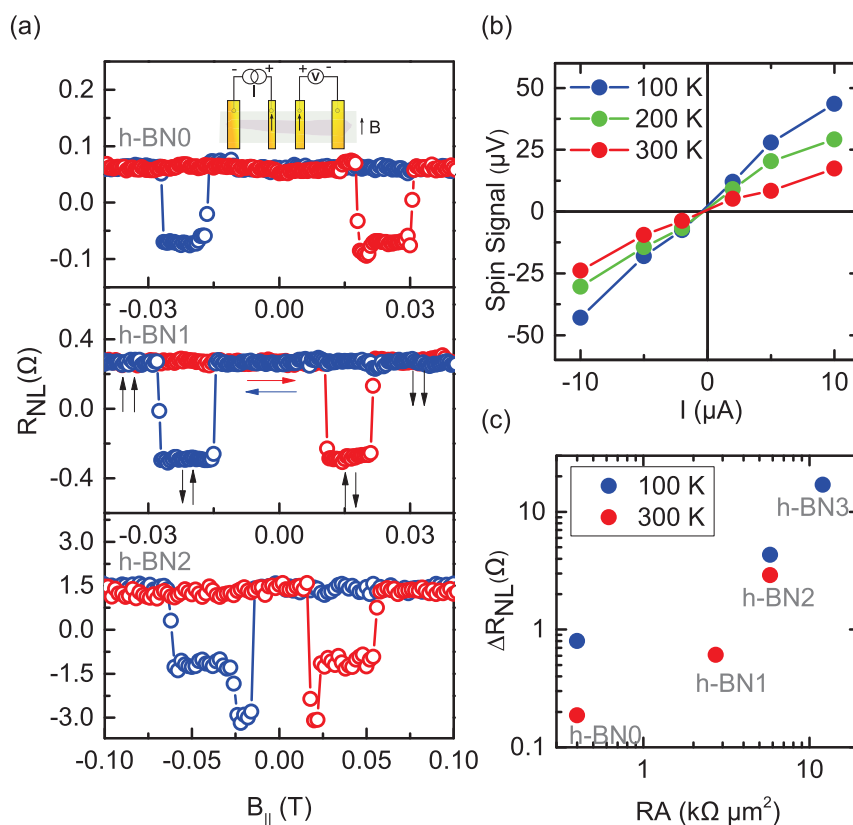 (a)
- + + -
I V
B
h-BN0
0.2
0.1
0.0
-0.1
-0.03 0.00 0.03
h-BN1
0.4
0.0
-0.4
-0.03 0.00 0.03
h-BN2
3.0
1.5
0.0
-1.5
-3.0
-0.10 -0.05 0.00 0.05 0.10
R_NL(Ω)
B_|| (T)
(b)
100 K
200 K
300 K
50
25
0
-25
-50
-10 -5 0 5 10
Spin Signal (µV)
I (µA)
(c)
100 K
300 K
h-BN3
h-BN2
h-BN1
h-BN0
10
1
0.1
1 10
ΔR_NL(Ω)
RA (kΩ µm²)